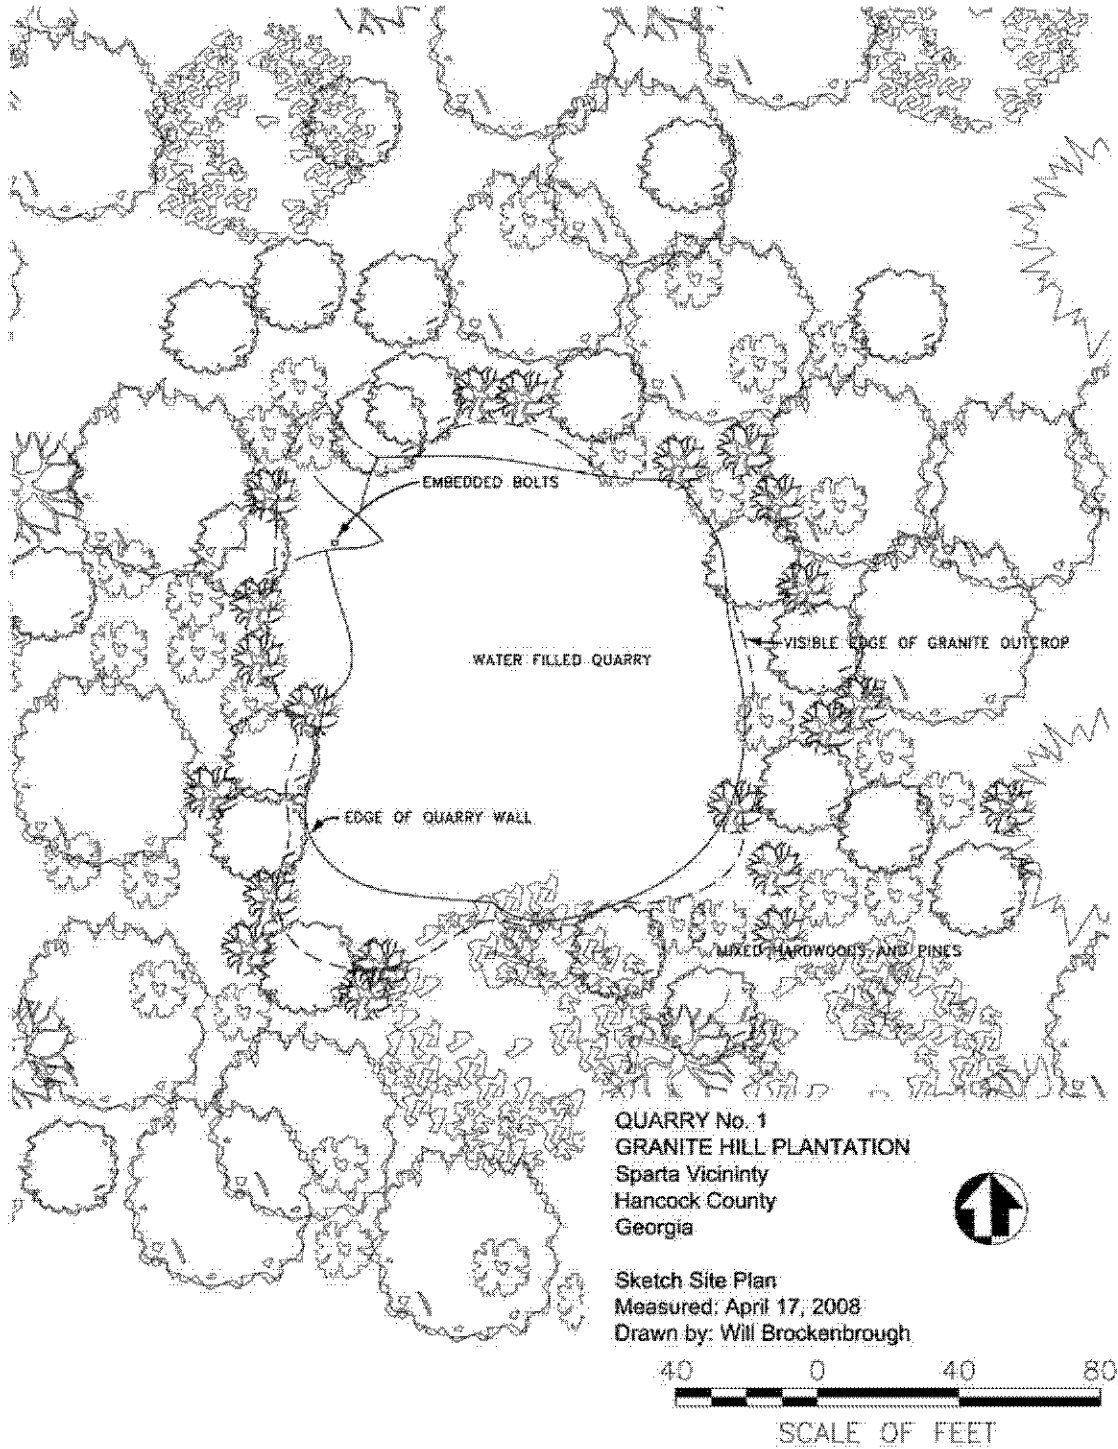 EMBEDDED BOLTS
VISIBLE EDGE OF GRANITE OUTCROP
WATER FILLED QUARRY
EDGE OF QUARRY WALL
MIXED HARDWOODS AND PINES
QUARRY No. 1
GRANITE HILL PLANTATION
Sparta Vicininty
Hancock County
Georgia
Sketch Site Plan
Measured: April 17, 2008
Drawn by: Will Brockenbrough
40 0 40 80
SCALE OF FEET